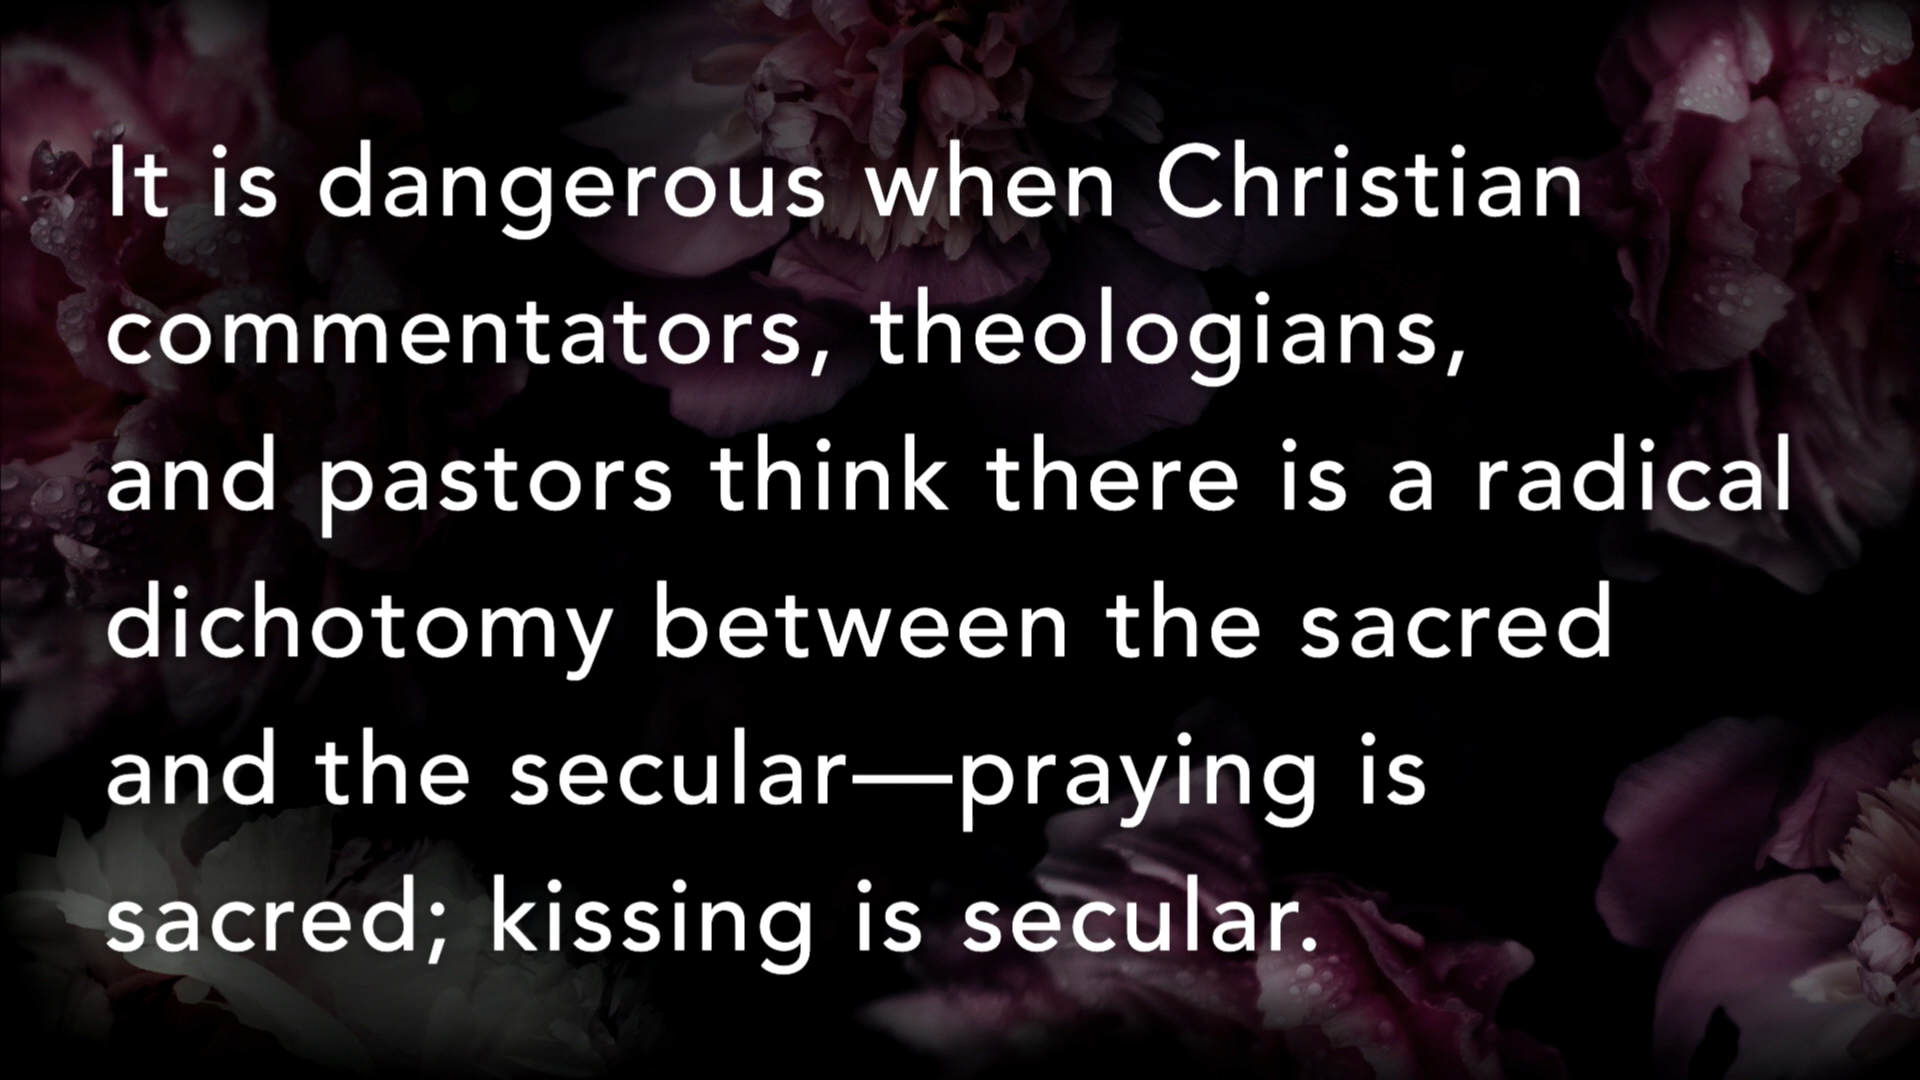 It is dangerous when Christian
commentators, theologians,
and pastors think there is a radical
dichotomy between the sacred
and the secular—praying is
sacred; kissing is secular.